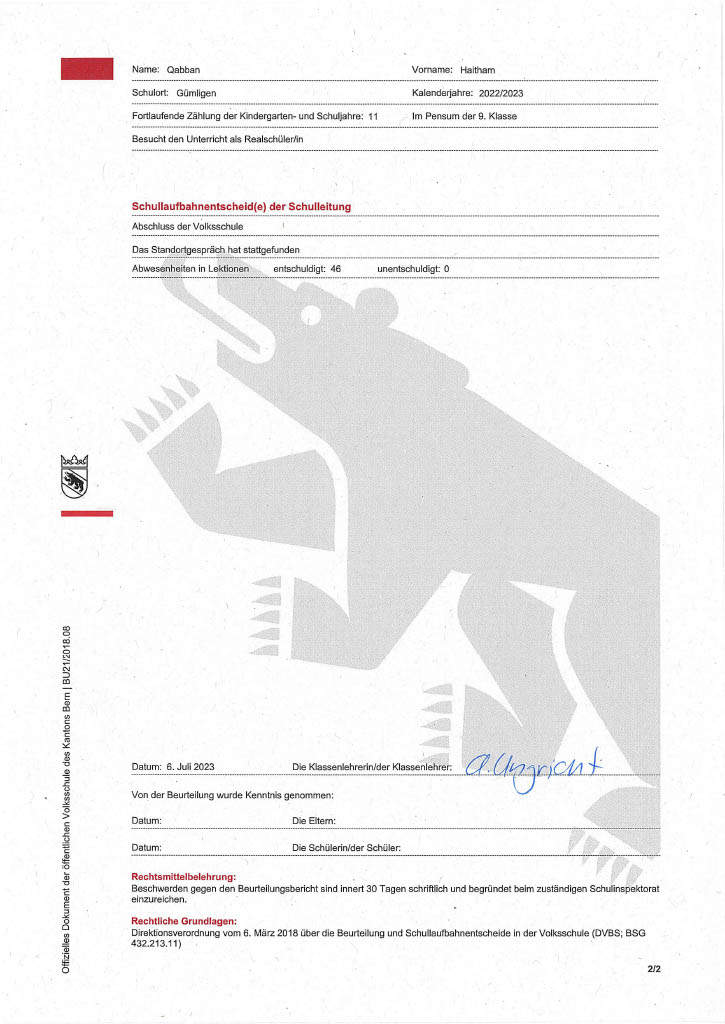 Name: Qabban Vorname: Haitham
Schulort: Gümligen Kalenderjahre: 2022/2023
Fortlaufende Zählung der Kindergarten- und Schuljahre: 11 Im Pensum der 9. Klasse
Besucht den Unterricht als Realschüler/in
Schullaufbahnentscheid(e) der Schulleitung
Abschluss der Volksschule
Das Standortgespräch hat stattgefunden
Abwesenheiten in Lektionen entschuldigt: 46 unentschuldigt: 0
Offizielles Dokument der öffentlichen Volksschule des Kantons Bern | BU21/2018.08
Datum: 6. Juli 2023 Die Klassenlehrerin/der Klassenlehrer: A. Ungricht
Von der Beurteilung wurde Kenntnis genommen:
Datum: Die Eltern:
Datum: Die Schülerin/der Schüler:
Rechtsmittelbelehrung:
Beschwerden gegen den Beurteilungsbericht sind innert 30 Tagen schriftlich und begründet beim zuständigen Schulinspektorat
einzureichen.
Rechtliche Grundlagen:
Direktionsverordnung vom 6. März 2018 über die Beurteilung und Schullaufbahnentscheide in der Volksschule (DVBS; BSG
432.213.11)
2/2